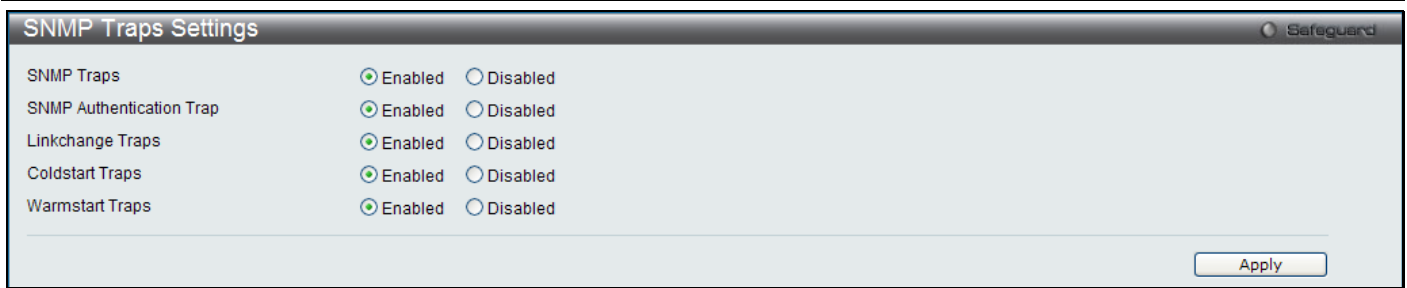 SNMP Traps Settings Safeguard
SNMP Traps Enabled Disabled
SNMP Authentication Trap Enabled Disabled
Linkchange Traps Enabled Disabled
Coldstart Traps Enabled Disabled
Warmstart Traps Enabled Disabled
Apply